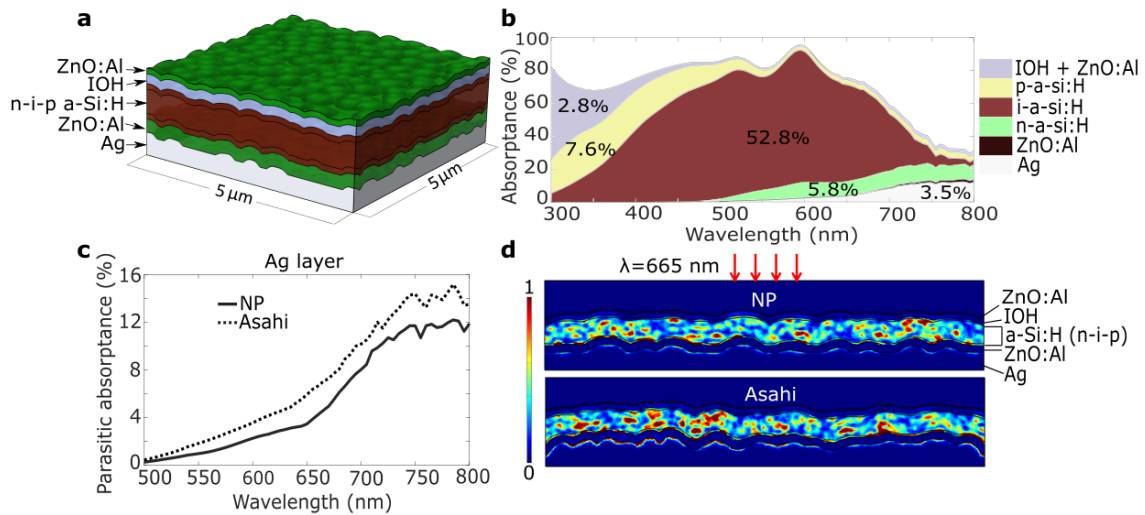 a
ZnO:Al
IOH
n-i-p a-Si:H
ZnO:Al
Ag
5 μm
5 μm
b
Absorptance (%)
100
80
60
40
20
0
2.8%
7.6%
52.8%
5.8%
3.5%
300
400
500
600
700
800
Wavelength (nm)
IOH + ZnO:Al
p-a-si:H
i-a-si:H
n-a-si:H
ZnO:Al
Ag
c
Ag layer
Parasitic absorptance (%)
16
12
8
4
0
NP
Asahi
500
550
600
650
700
750
800
Wavelength (nm)
d
λ=665 nm
1
0
NP
Asahi
ZnO:Al
IOH
a-Si:H (n-i-p)
ZnO:Al
Ag